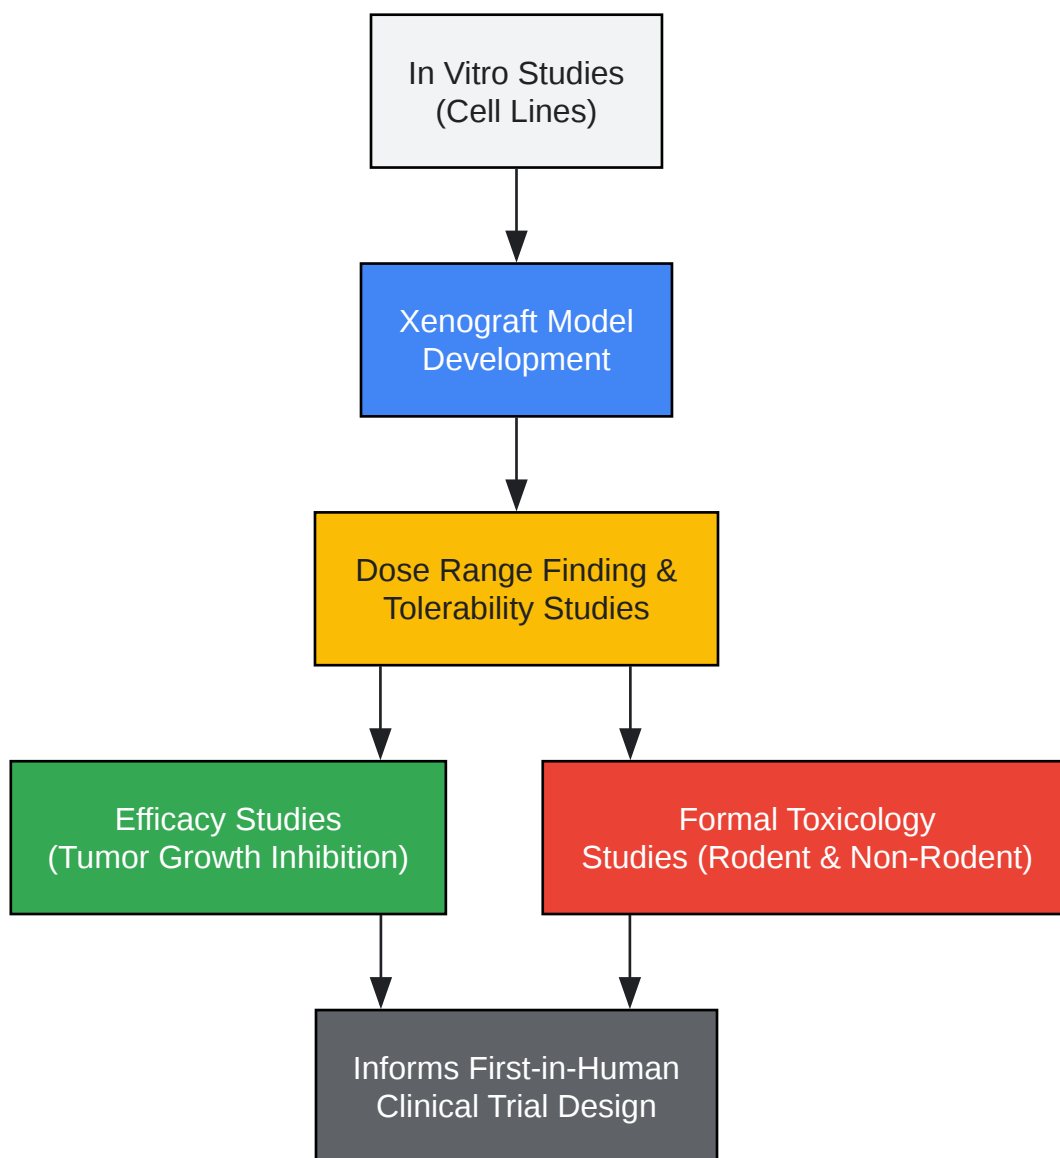 In Vitro Studies
(Cell Lines)
Xenograft Model
Development
Dose Range Finding &
Tolerability Studies
Efficacy Studies
(Tumor Growth Inhibition)
Formal Toxicology
Studies (Rodent & Non-Rodent)
Informs First-in-Human
Clinical Trial Design